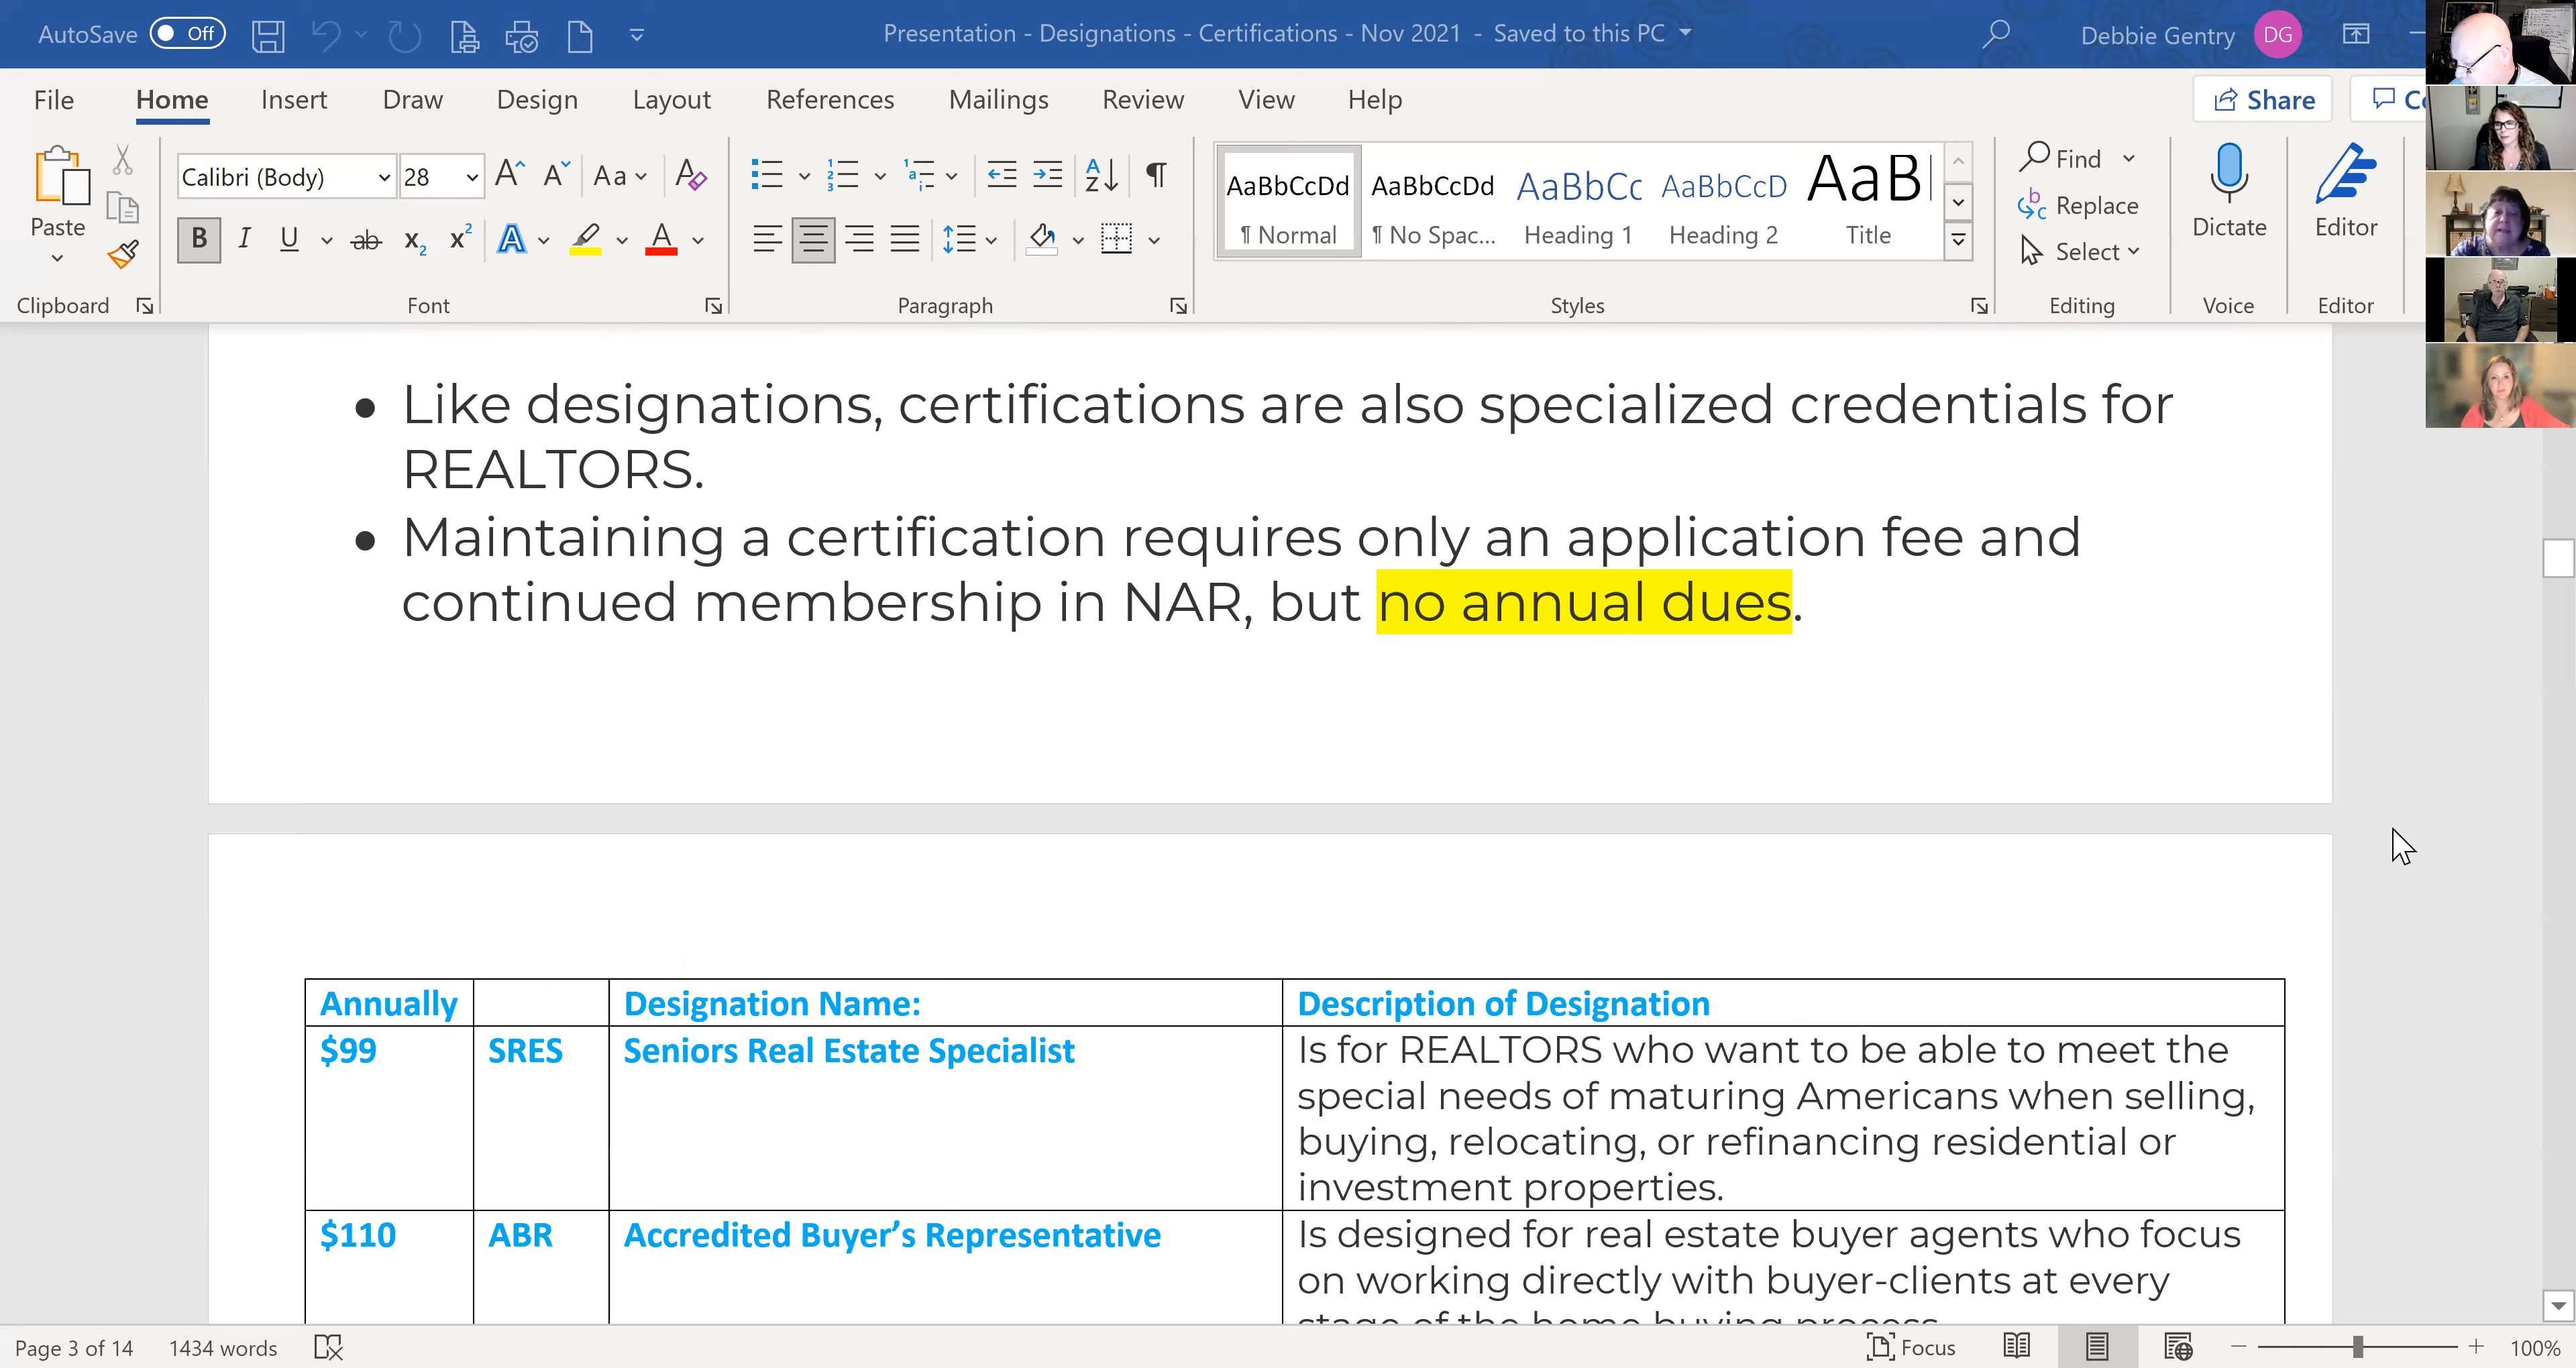 AutoSave Off
Presentation - Designations - Certifications - Nov 2021 - Saved to this PC
Debbie Gentry DG
File Home Insert Draw Design Layout References Mailings Review View Help
Share
Paste
Calibri (Body) 28
AaBbCcDd AaBbCcDd AaBbCc AaBbCcD AaB
¶ Normal ¶ No Spac... Heading 1 Heading 2 Title
Find
Replace
Select
Dictate
Editor
Clipboard Font Paragraph Styles Editing Voice Editor
• Like designations, certifications are also specialized credentials for
REALTORS.
• Maintaining a certification requires only an application fee and
continued membership in NAR, but no annual dues.
Annually Designation Name: Description of Designation
$99 SRES Seniors Real Estate Specialist Is for REALTORS who want to be able to meet the
special needs of maturing Americans when selling,
buying, relocating, or refinancing residential or
investment properties.
$110 ABR Accredited Buyer’s Representative Is designed for real estate buyer agents who focus
on working directly with buyer-clients at every
stage of the home buying process
Page 3 of 14 1434 words Focus 100%